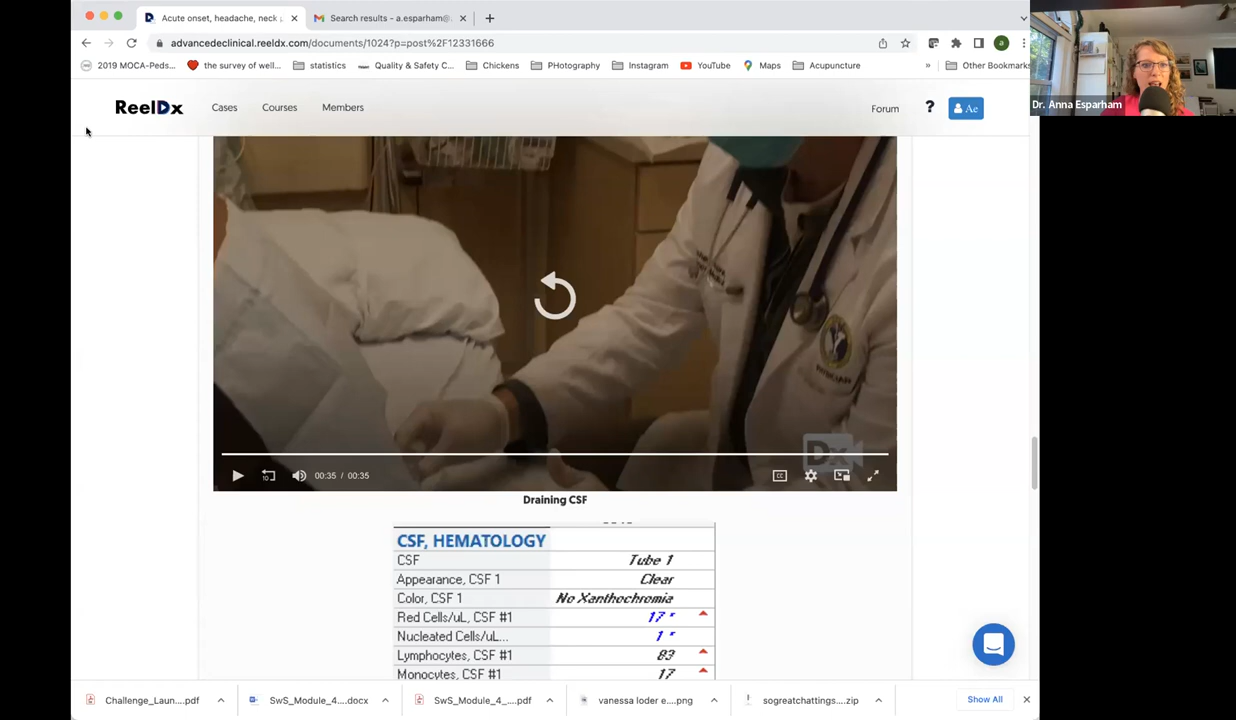 Acute onset, headache, neck
Search results - a.esparham@
advanceclinical.reeldx.com/documents/1024?p=post%2F12331666
a
2019 MOCA-Peds...
the survey of well...
statistics
Quality & Safety C...
Chickens
PHotography
Instagram
YouTube
Maps
Acupuncture
»
Other Bookmarks
Dr. Anna Esparham
ReelDx
Cases
Courses
Members
Forum
?
Ae
Dx
10
00:35 / 00:35
CC
Draining CSF
CSF, HEMATOLOGY
CSF Tube 1
Appearance, CSF 1 Clear
Color, CSF 1 No Xanthochromia
Red Cells/uL, CSF #1 17 *
Nucleated Cells/uL... 1 *
Lymphocytes, CSF #1 83
Monocytes, CSF #1 17
Challenge_Laun....pdf
SwS_Module_4....docx
SwS_Module_4_....pdf
vanessa loder e....png
sogreatchattings....zip
Show All